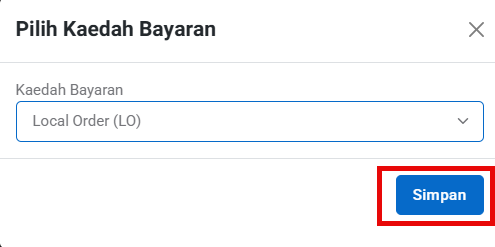 Pilih Kaedah Bayaran
Kaedah Bayaran
Local Order (LO)
Simpan